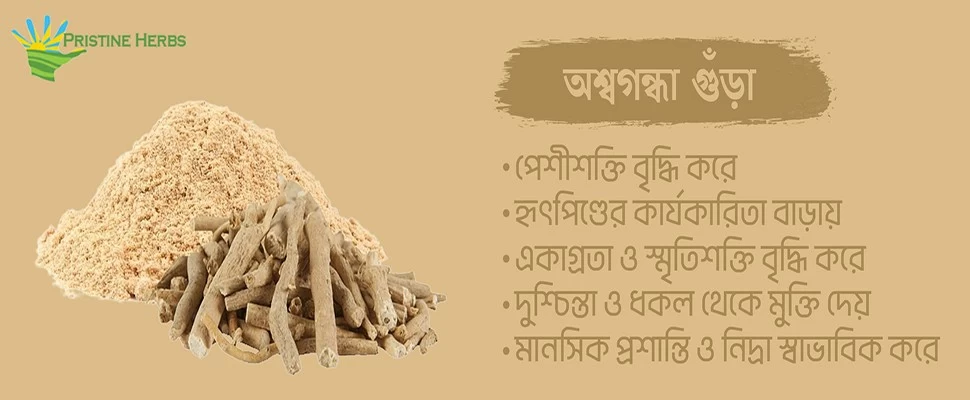 PRISTINE HERBS
অশ্বগন্ধা গুঁড়া
• পেশীশক্তি বৃদ্ধি করে
• হৃৎপিণ্ডের কার্যকারিতা বাড়ায়
• একাগ্রতা ও স্মৃতিশক্তি বৃদ্ধি করে
• দুশ্চিন্তা ও ধকল থেকে মুক্তি দেয়
• মানসিক প্রশান্তি ও নিদ্রা স্বাভাবিক করে